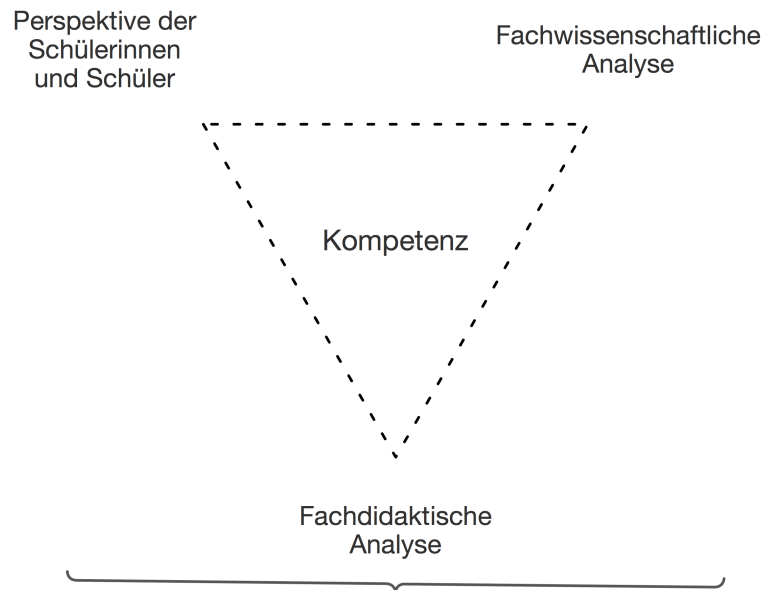 Perspektive der
Schülerinnen
und Schüler
Fachwissenschaftliche
Analyse
Kompetenz
Fachdidaktische
Analyse